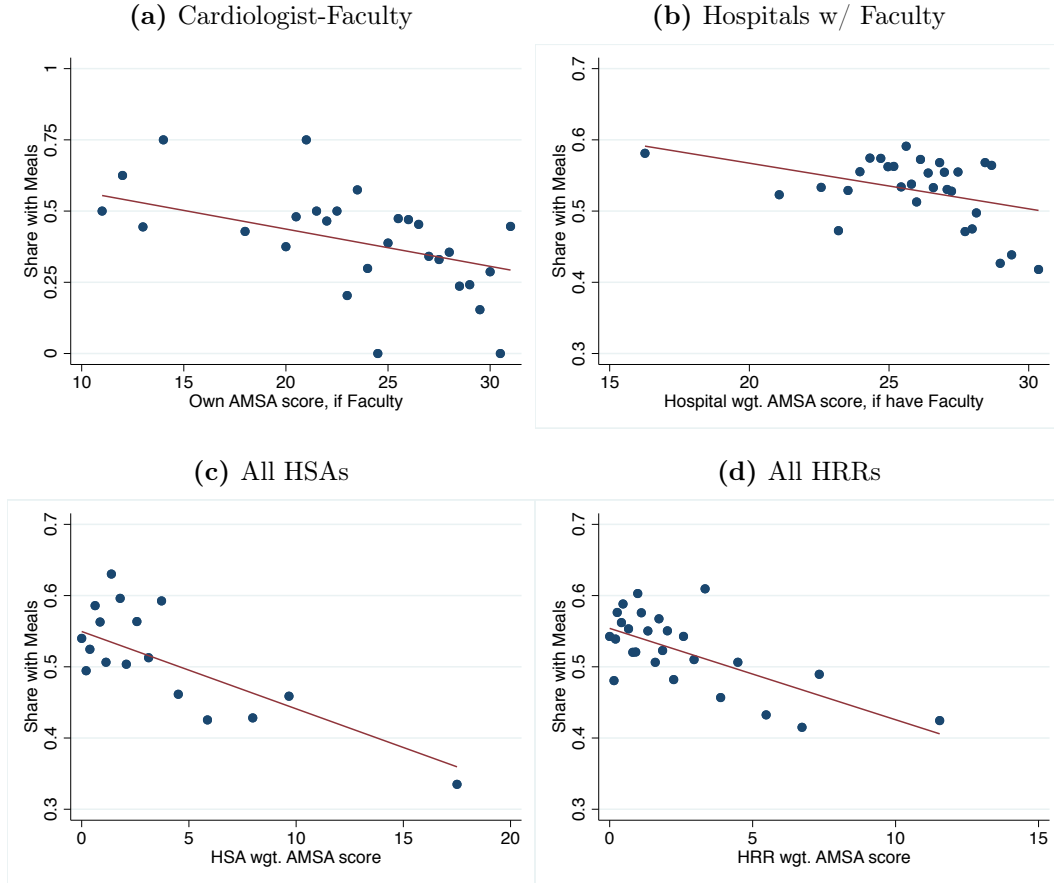 (a) Cardiologist-Faculty
Share with Meals
1
0.75
0.5
0.25
0
10 15 20 25 30
Own AMSA score, if Faculty
(b) Hospitals w/ Faculty
Share with Meals
0.7
0.6
0.5
0.4
0.3
15 20 25 30
Hospital wgt. AMSA score, if have Faculty
(c) All HSAs
Share with Meals
0.7
0.6
0.5
0.4
0.3
0 5 10 15 20
HSA wgt. AMSA score
(d) All HRRs
Share with Meals
0.7
0.6
0.5
0.4
0.3
0 5 10 15
HRR wgt. AMSA score